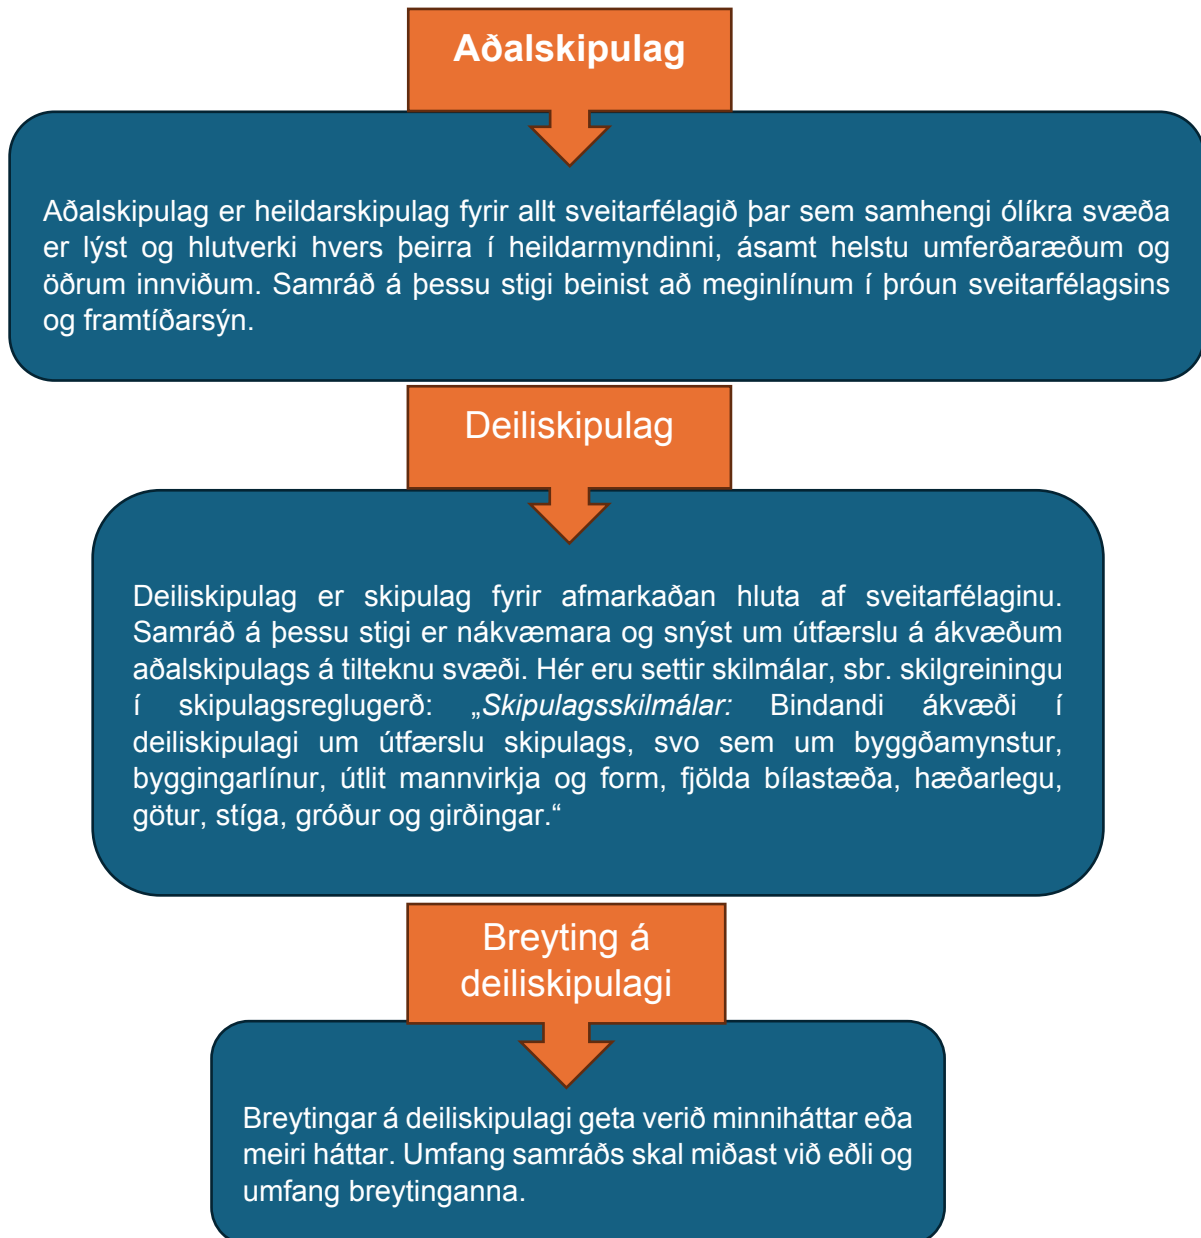 Aðalskipulag
Aðalskipulag er heildarskipulag fyrir allt sveitarfélagið þar sem samhengi ólíkra svæða
er lýst og hlutverki hvers þeirra í heildarmyndinni, ásamt helstu umferðaræðum og
öðrum innviðum. Samráð á þessu stigi beinist að meginlínum í þróun sveitarfélagsins
og framtíðarsýn.
Deiliskipulag
Deiliskipulag er skipulag fyrir afmarkaðan hluta af sveitarfélaginu.
Samráð á þessu stigi er nákvæmara og snýst um útfærslu á ákvæðum
aðalskipulags á tilteknu svæði. Hér eru settir skilmálar, sbr. skilgreiningu
í skipulagsreglugerð: „Skipulagsskilmálar: Bindandi ákvæði í
deiliskipulagi um útfærslu skipulags, svo sem um byggðamynstur,
byggingarlínur, útlit mannvirkja og form, fjölda bílastæða, hæðarlegu,
götur, stíga, gróður og girðingar.“
Breyting á
deiliskipulagi
Breytingar á deiliskipulagi geta verið minniháttar eða
meiri háttar. Umfang samráðs skal miðast við eðli og
umfang breytinganna.